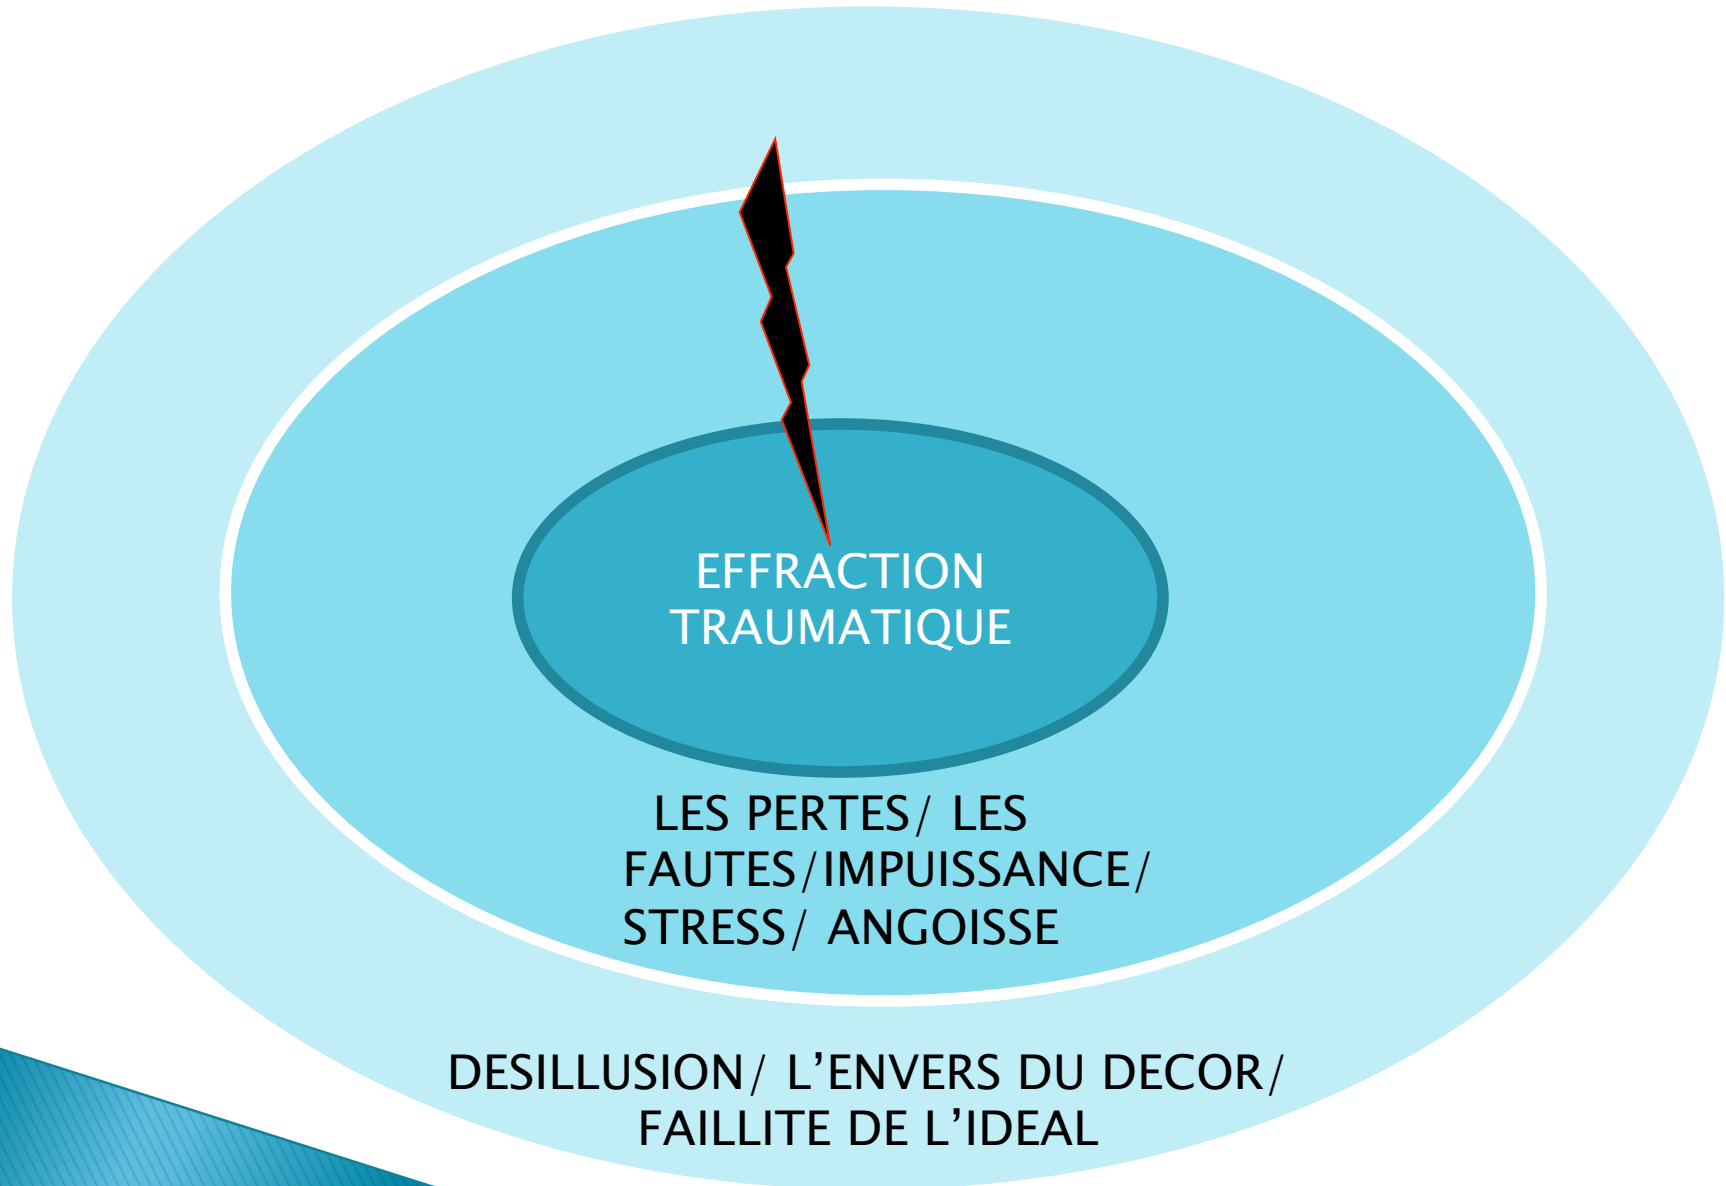 EFFRACTION
TRAUMATIQUE
LES PERTES/ LES
FAUTES/IMPUISSANCE/
STRESS/ ANGOISSE
DESILLUSION/ L’ENVERS DU DECOR/
FAILLITE DE L’IDEAL